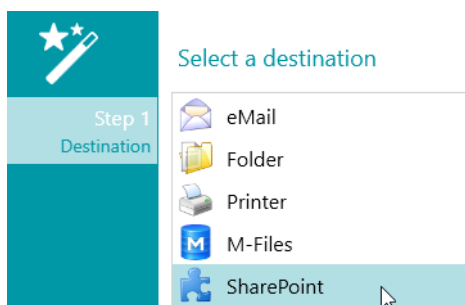 Select a destination
Step 1
Destination
eMail
Folder
Printer
M
M-Files
SharePoint